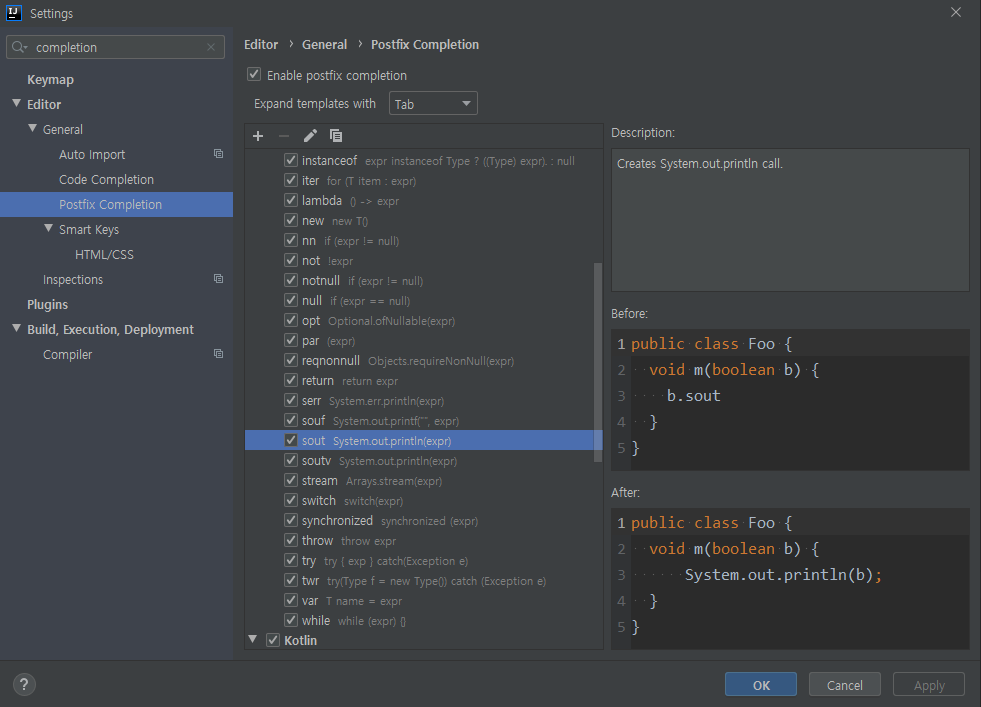 IJ Settings
completion
Keymap
Editor
General
Auto Import
Code Completion
Postfix Completion
Smart Keys
HTML/CSS
Inspections
Plugins
Build, Execution, Deployment
Compiler
Editor › General › Postfix Completion
Enable postfix completion
Expand templates with Tab
instanceof expr instanceof Type ? ((Type) expr). : null
iter for (T item : expr)
lambda () -> expr
new new T()
nn if (expr != null)
not !expr
notnull if (expr != null)
null if (expr == null)
opt Optional.ofNullable(expr)
par (expr)
reqnonnull Objects.requireNonNull(expr)
return return expr
serr System.err.println(expr)
souf System.out.printf("", expr)
sout System.out.println(expr)
soutv System.out.println(expr)
stream Arrays.stream(expr)
switch switch(expr)
synchronized synchronized (expr)
throw throw expr
try try { exp } catch(Exception e)
twr try(Type f = new Type()) catch (Exception e)
var T name = expr
while while (expr) {}
Kotlin
Description:
Creates System.out.println call.
Before:
1 public class Foo {
2 void m(boolean b) {
3 b.sout
4 }
5 }
After:
1 public class Foo {
2 void m(boolean b) {
3 System.out.println(b);
4 }
5 }
?
OK
Cancel
Apply